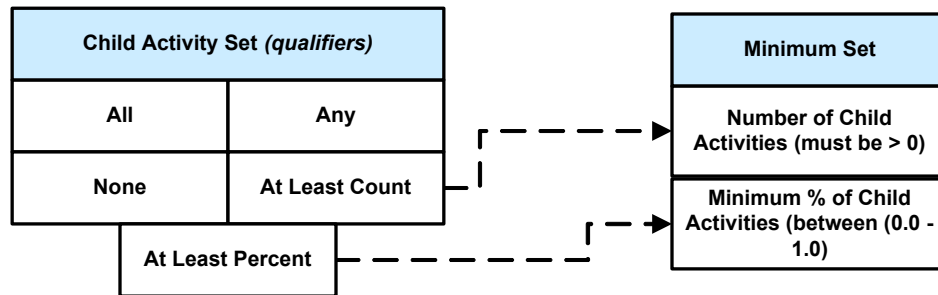 Child Activity Set (qualifiers)
Minimum Set
All
Any
Number of Child
Activities (must be > 0)
None
At Least Count
Minimum % of Child
Activities (between (0.0 -
1.0)
At Least Percent